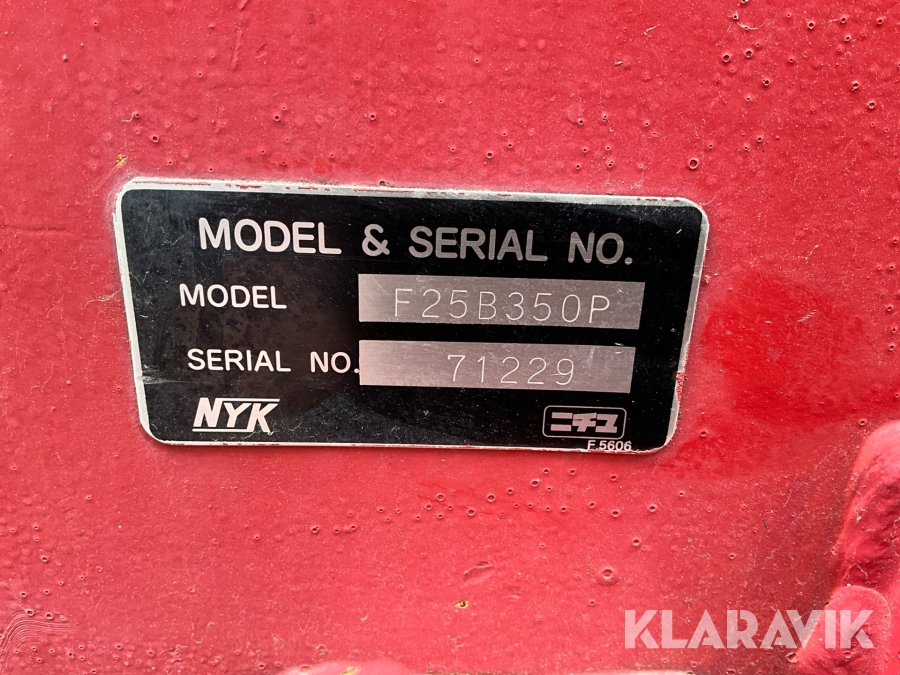 MODEL & SERIAL NO.
MODEL F25B350P
SERIAL NO. 71229
NYK ニチユ
F.5606
KLARAVIK